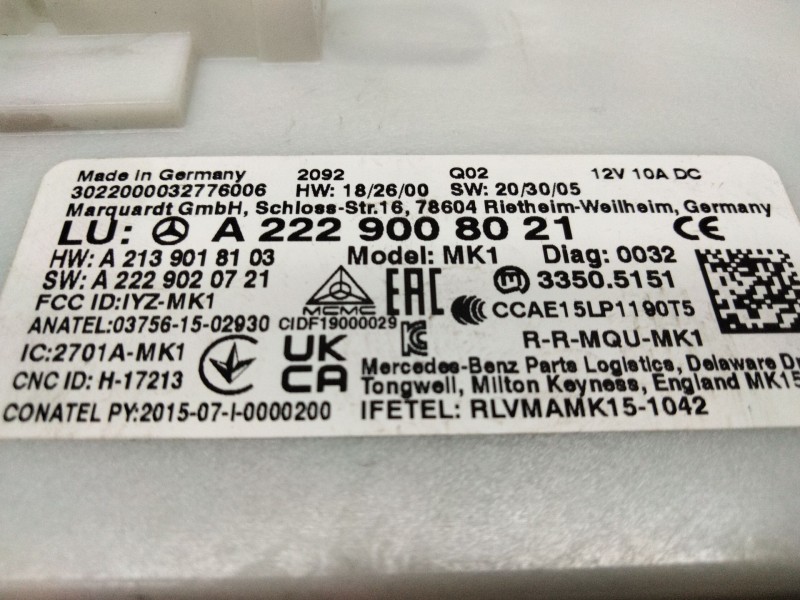 Made in Germany 2092 Q02 12V 10A DC
3022000032776006 HW: 18/26/00 SW: 20/30/05
Marquardt GmbH, Schloss-Str.16, 78604 Rietheim-Weilheim, Germany
LU: A 222 900 80 21 CE
HW: A 213 901 81 03 Model: MK1 Diag: 0032
SW: A 222 902 07 21 MCMC EAC 3350.5151
FCC ID:IYZ-MK1 CCAE15LP1190T5
ANATEL:03756-15-02930 CIDF19000029
IC:2701A-MK1 UK CA R-R-MQU-MK1
CNC ID: H-17213 Mercedes-Benz Parts Logistics, Delaware
Tongwell, Milton Keynes, England
CONATEL PY:2015-07-I-0000200 IFETEL: RLVMAMK15-1042